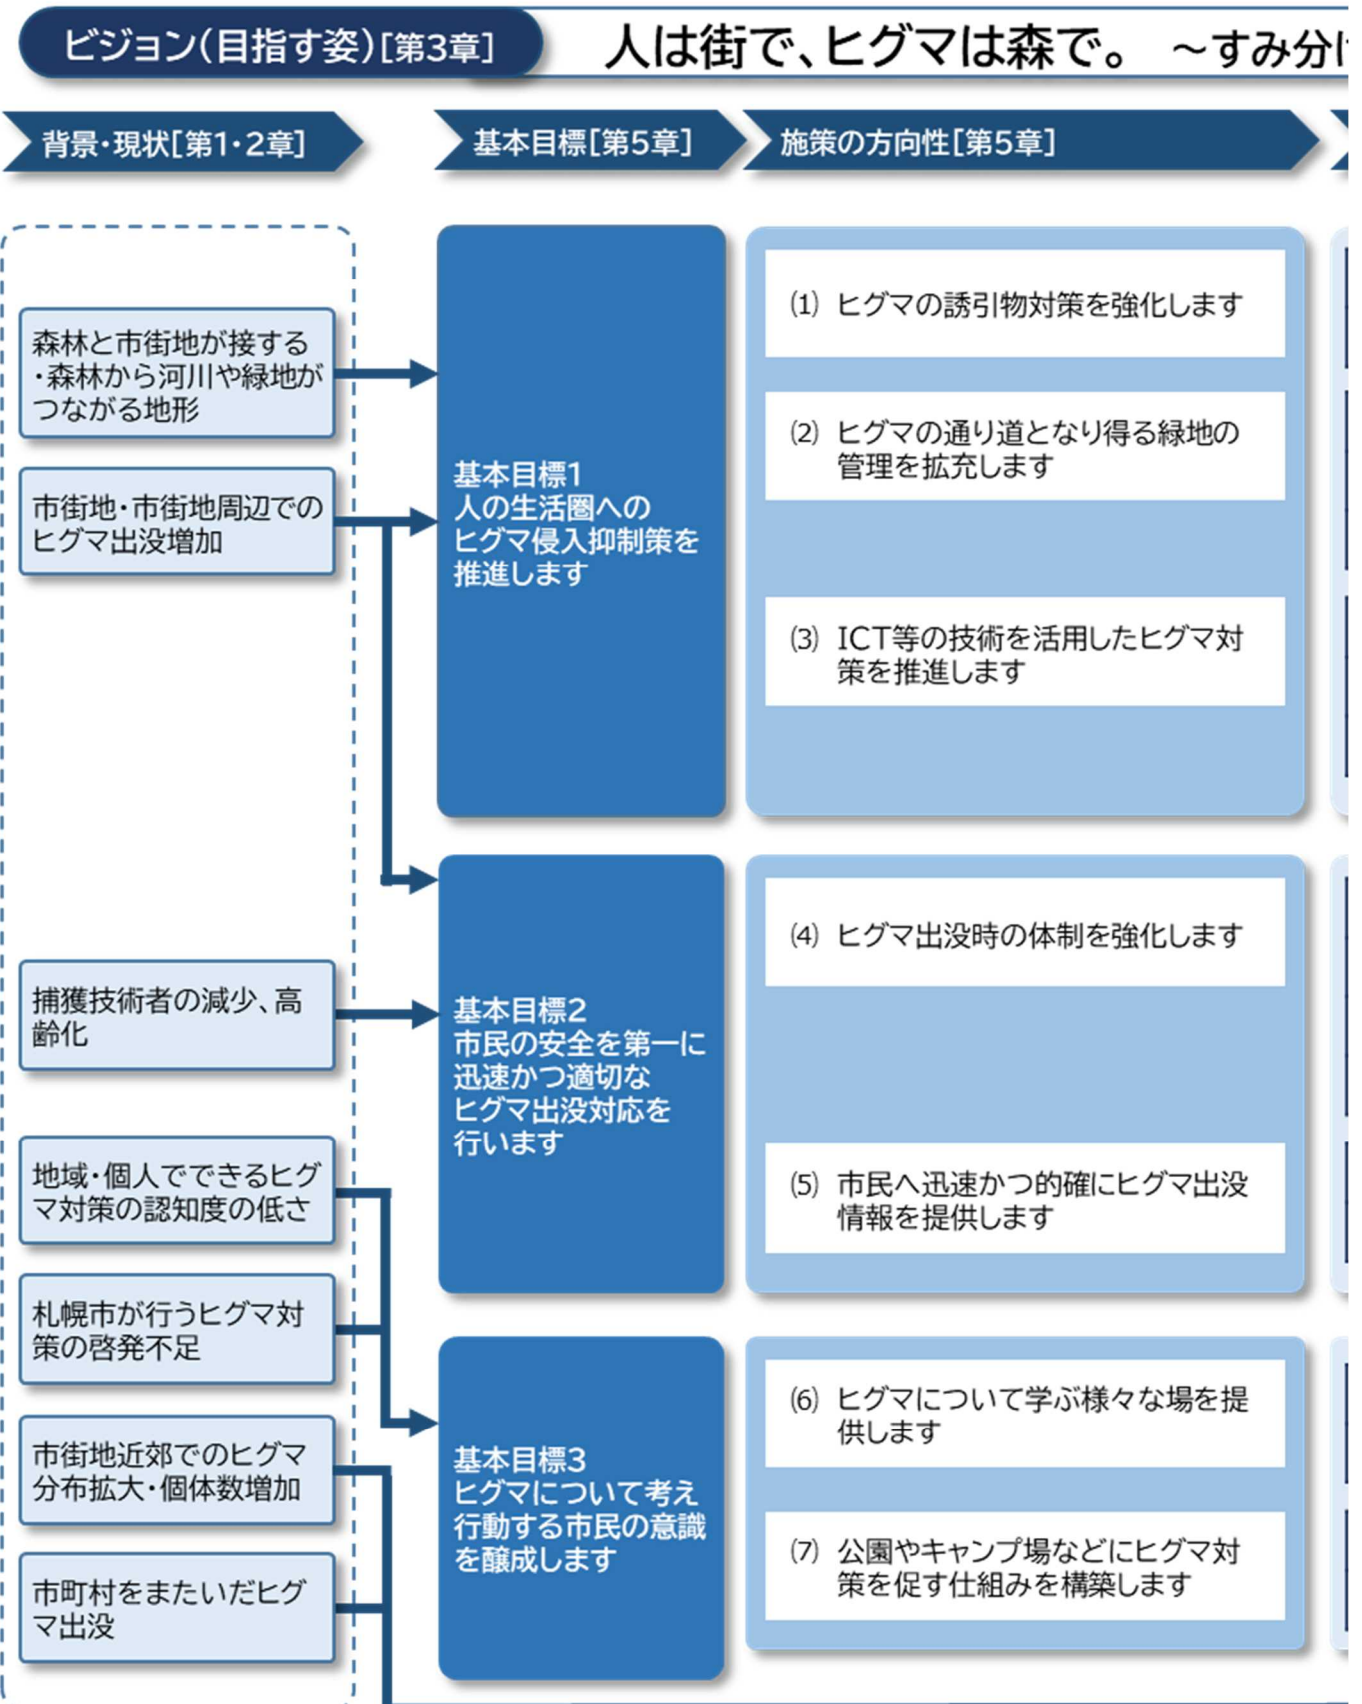 ビジョン(目指す姿)[第3章]
人は街で、ヒグマは森で。 ～すみ分け
背景・現状[第1・2章]
基本目標[第5章]
施策の方向性[第5章]
森林と市街地が接する
・森林から河川や緑地が
つながる地形
市街地・市街地周辺での
ヒグマ出没増加
捕獲技術者の減少、高
齢化
地域・個人でできるヒグ
マ対策の認知度の低さ
札幌市が行うヒグマ対
策の啓発不足
市街地近郊でのヒグマ
分布拡大・個体数増加
市町村をまたいだヒグ
マ出没
基本目標1
人の生活圏への
ヒグマ侵入抑制策を
推進します
⑴ ヒグマの誘引物対策を強化します
⑵ ヒグマの通り道となり得る緑地の
管理を拡充します
⑶ ICT等の技術を活用したヒグマ対
策を推進します
基本目標2
市民の安全を第一に
迅速かつ適切な
ヒグマ出没対応を
行います
⑷ ヒグマ出没時の体制を強化します
⑸ 市民へ迅速かつ的確にヒグマ出没
情報を提供します
基本目標3
ヒグマについて考え
行動する市民の意識
を醸成します
⑹ ヒグマについて学ぶ様々な場を提
供します
⑺ 公園やキャンプ場などにヒグマ対
策を促す仕組みを構築します